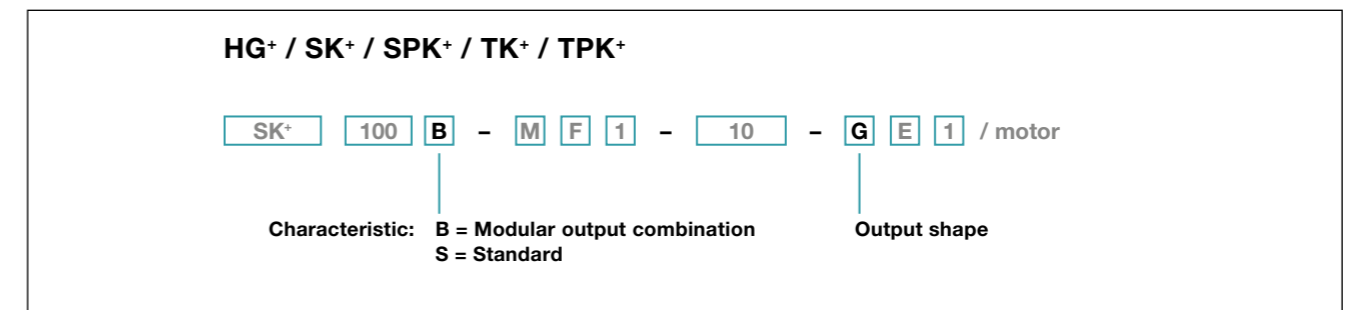 HG⁺ / SK⁺ / SPK⁺ / TK⁺ / TPK⁺
SK⁺ 100 B – M F 1 – 10 – G E 1 / motor
Characteristic: B = Modular output combination Output shape
S = Standard